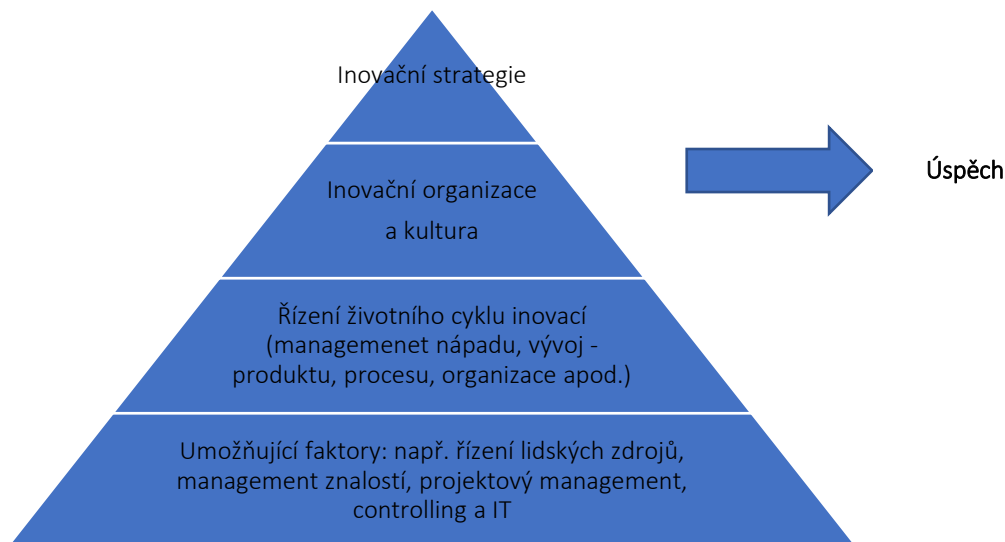 Inovační strategie
Úspěch
Inovační organizace
a kultura
Řízení životního cyklu inovací
(managemenet nápadu, vývoj -
produktu, procesu, organizace apod.)
Umožňující faktory: např. řízení lidských zdrojů,
management znalostí, projektový management,
controlling a IT